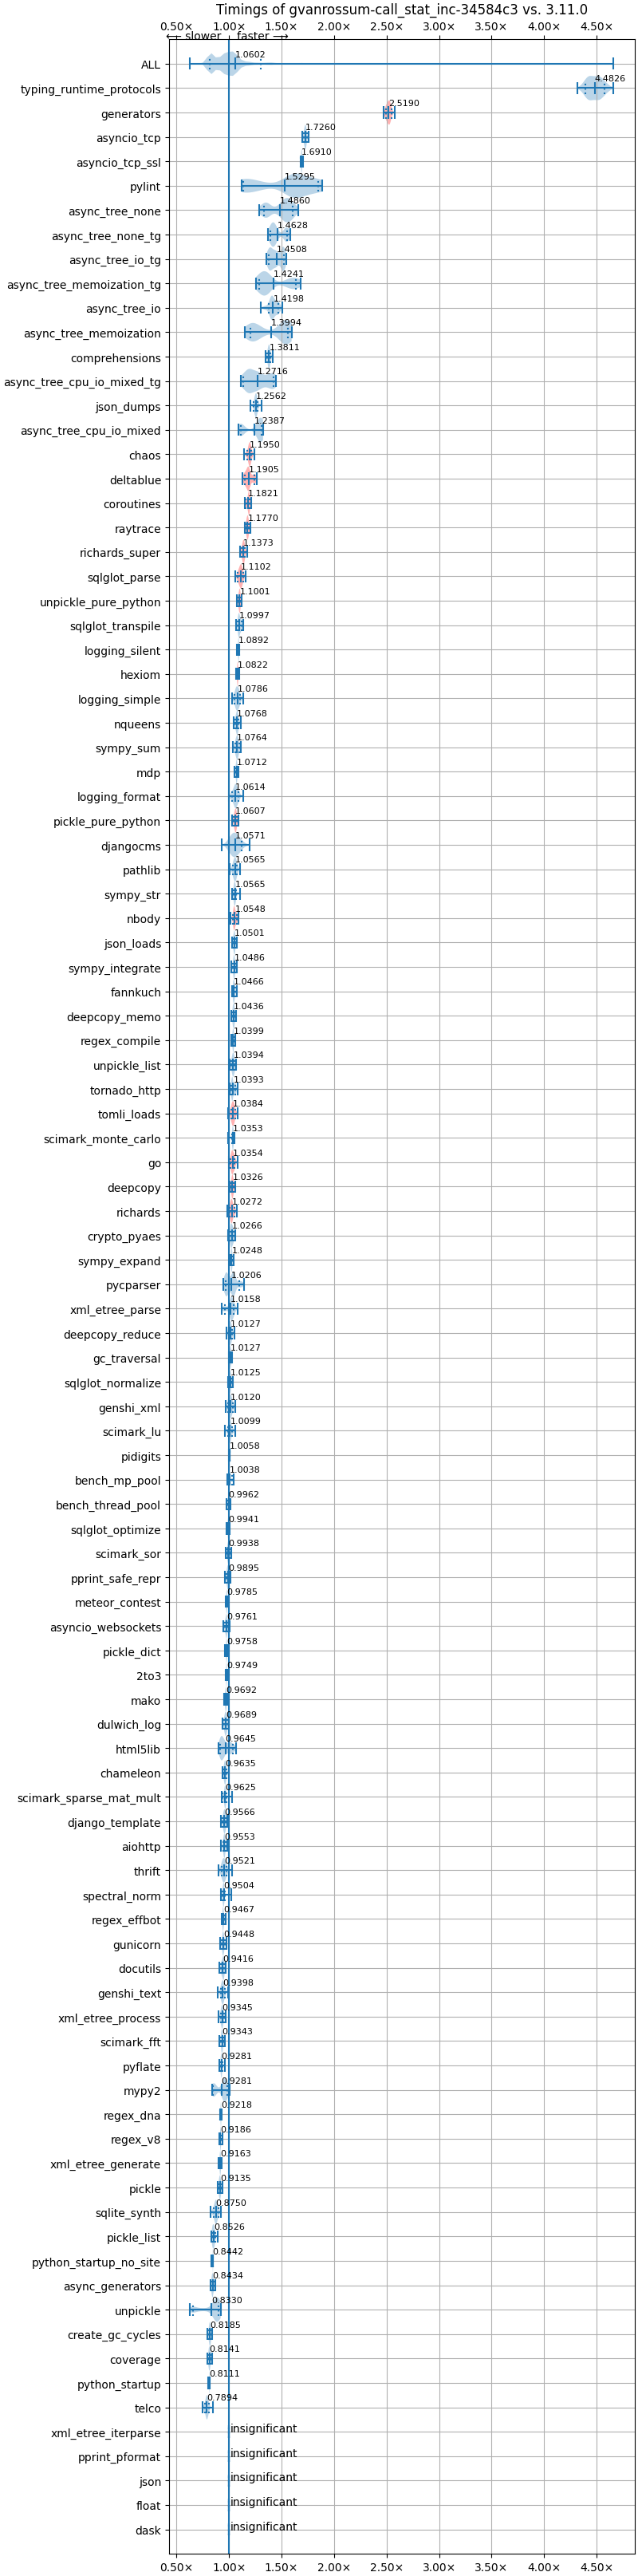 Timings of gvanrossum-call_stat_inc-34584c3 vs. 3.11.0
0.50× 1.00× 1.50× 2.00× 2.50× 3.00× 3.50× 4.00× 4.50×
⟵ slower faster ⟶
ALL 1.0602
typing_runtime_protocols 4.4826
generators 2.5190
asyncio_tcp 1.7260
asyncio_tcp_ssl 1.6910
pylint 1.5295
async_tree_none 1.4860
async_tree_none_tg 1.4628
async_tree_io_tg 1.4508
async_tree_memoization_tg 1.4241
async_tree_io 1.4198
async_tree_memoization 1.3994
comprehensions 1.3811
async_tree_cpu_io_mixed_tg 1.2716
json_dumps 1.2562
async_tree_cpu_io_mixed 1.2387
chaos 1.1950
deltablue 1.1905
coroutines 1.1821
raytrace 1.1770
richards_super 1.1373
sqlglot_parse 1.1102
unpickle_pure_python 1.1001
sqlglot_transpile 1.0997
logging_silent 1.0892
hexiom 1.0822
logging_simple 1.0786
nqueens 1.0768
sympy_sum 1.0764
mdp 1.0712
logging_format 1.0614
pickle_pure_python 1.0607
djangocms 1.0571
pathlib 1.0565
sympy_str 1.0565
nbody 1.0548
json_loads 1.0501
sympy_integrate 1.0486
fannkuch 1.0466
deepcopy_memo 1.0436
regex_compile 1.0399
unpickle_list 1.0394
tornado_http 1.0393
tomli_loads 1.0384
scimark_monte_carlo 1.0353
go 1.0354
deepcopy 1.0326
richards 1.0272
crypto_pyaes 1.0266
sympy_expand 1.0248
pycparser 1.0206
xml_etree_parse 1.0158
deepcopy_reduce 1.0127
gc_traversal 1.0127
sqlglot_normalize 1.0125
genshi_xml 1.0120
scimark_lu 1.0099
pidigits 1.0058
bench_mp_pool 1.0038
bench_thread_pool 0.9962
sqlglot_optimize 0.9941
scimark_sor 0.9938
pprint_safe_repr 0.9895
meteor_contest 0.9785
asyncio_websockets 0.9761
pickle_dict 0.9758
2to3 0.9749
mako 0.9692
dulwich_log 0.9689
html5lib 0.9645
chameleon 0.9635
scimark_sparse_mat_mult 0.9625
django_template 0.9566
aiohttp 0.9553
thrift 0.9521
spectral_norm 0.9504
regex_effbot 0.9467
gunicorn 0.9448
docutils 0.9416
genshi_text 0.9398
xml_etree_process 0.9345
scimark_fft 0.9343
pyflate 0.9281
mypy2 0.9281
regex_dna 0.9218
regex_v8 0.9186
xml_etree_generate 0.9163
pickle 0.9135
sqlite_synth 0.8750
pickle_list 0.8526
python_startup_no_site 0.8442
async_generators 0.8434
unpickle 0.8330
create_gc_cycles 0.8185
coverage 0.8141
python_startup 0.8111
telco 0.7894
xml_etree_iterparse insignificant
pprint_pformat insignificant
json insignificant
float insignificant
dask insignificant
0.50× 1.00× 1.50× 2.00× 2.50× 3.00× 3.50× 4.00× 4.50×